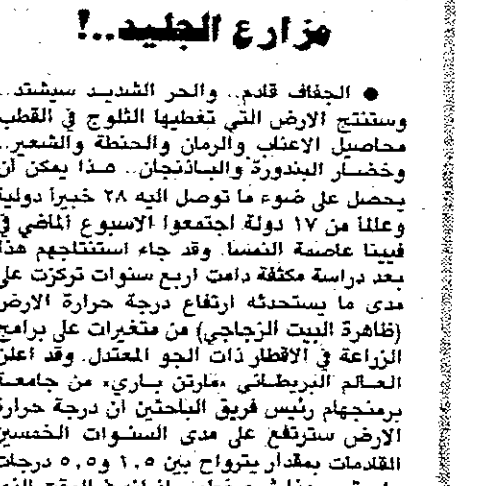 مزارع الجليد..!
● الجفاف قادم.. والحر الشديد سيشتد..
وستنتج الارض التي تغطيها الثلوج في القطب
محاصيل الاعناب والرمان والحنطة والشعير..
وخضار البندورة والباذنجان.. هذا يمكن ان
يحصل على ضوء ما توصل اليه ٢٨ خبيرا دوليا
وعالما من ١٧ دولة اجتمعوا الاسبوع الماضي في
فيينا عاصمة النمسا. وقد جاء استنتاجهم هذا
بعد دراسة مكثفة دامت اربع سنوات تركزت على
مدى ما يستحدثه ارتفاع درجة حرارة الارض
(ظاهرة البيت الزجاجي) من متغيرات على برامج
الزراعة في الاقطار ذات الجو المعتدل. وقد اعلن
العالم البريطاني «مارتن باري» من جامعة
برمنجهام رئيس فريق الباحثين ان درجة حرارة
الارض سترتفع على مدى السنوات الخمسين
القادمات بمقدار يترواح بين ١,٥ و٥,٥ درجات